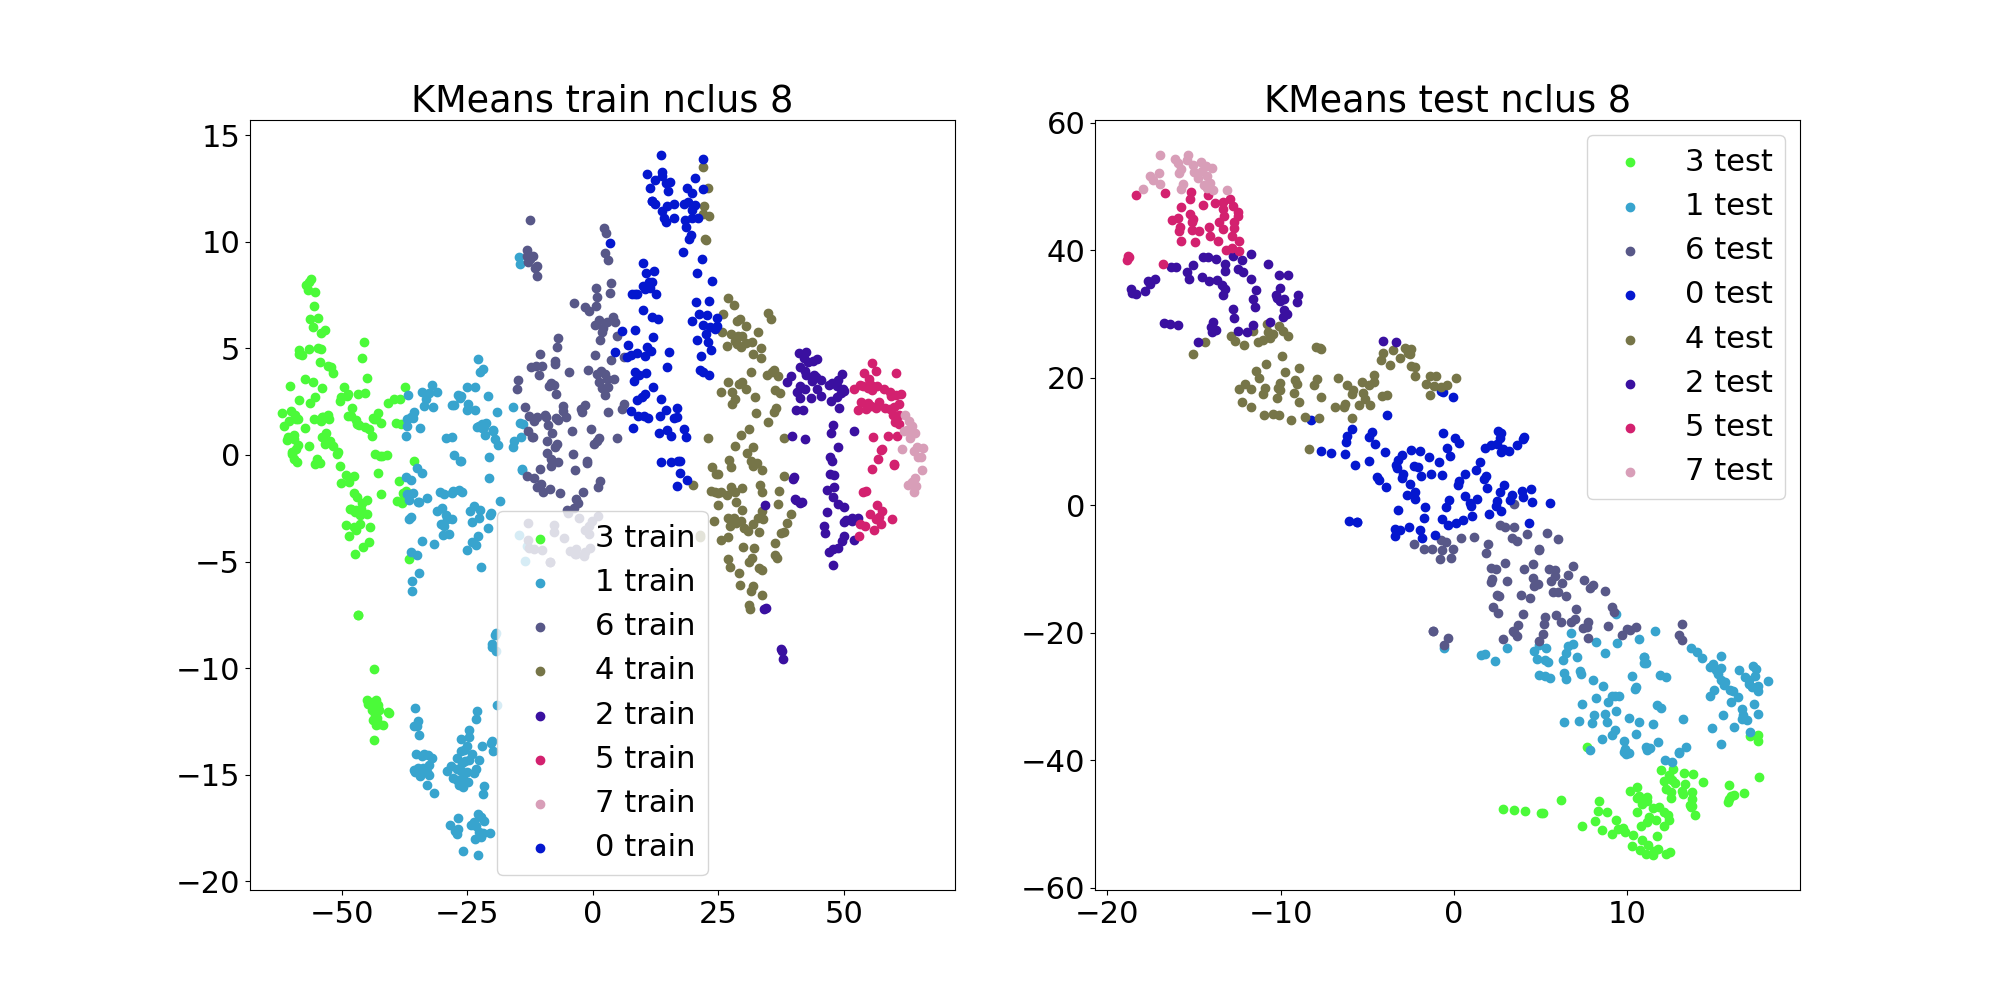 KMeans train nclus 8
15
10
5
0
−5
−10
−15
−20
−50
−25
0
25
50
3 train
1 train
6 train
4 train
2 train
5 train
7 train
0 train
KMeans test nclus 8
60
40
20
0
−20
−40
−60
−20
−10
0
10
3 test
1 test
6 test
0 test
4 test
2 test
5 test
7 test